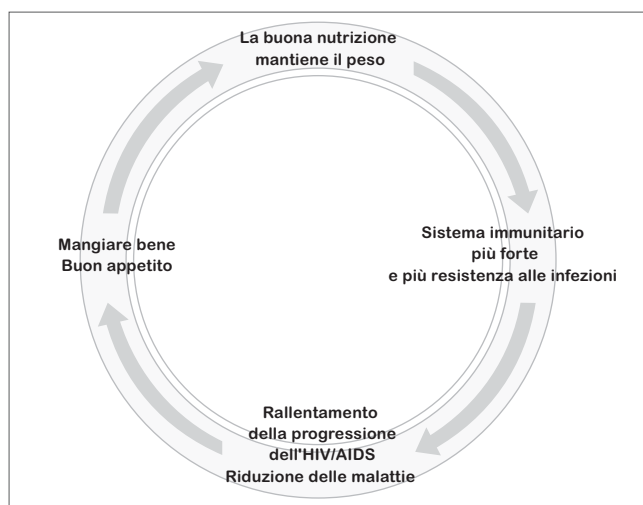 La buona nutrizione
mantiene il peso
Sistema immunitario
più forte
e più resistenza alle infezioni
Rallentamento
della progressione
dell'HIV/AIDS
Riduzione delle malattie
Mangiare bene
Buon appetito